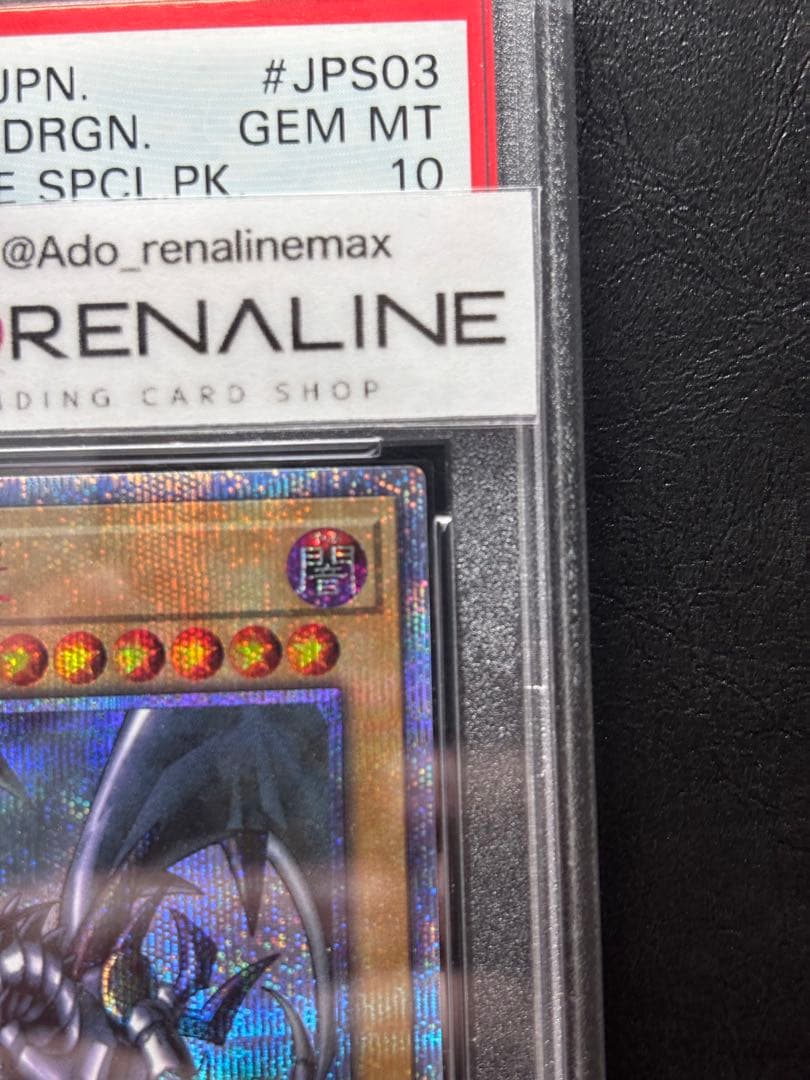 JPN. #JPS03
DRGN. GEM MT
E SPCL PK 10
@Ado_renalinemax
RENALINE
DING CARD SHOP
闇